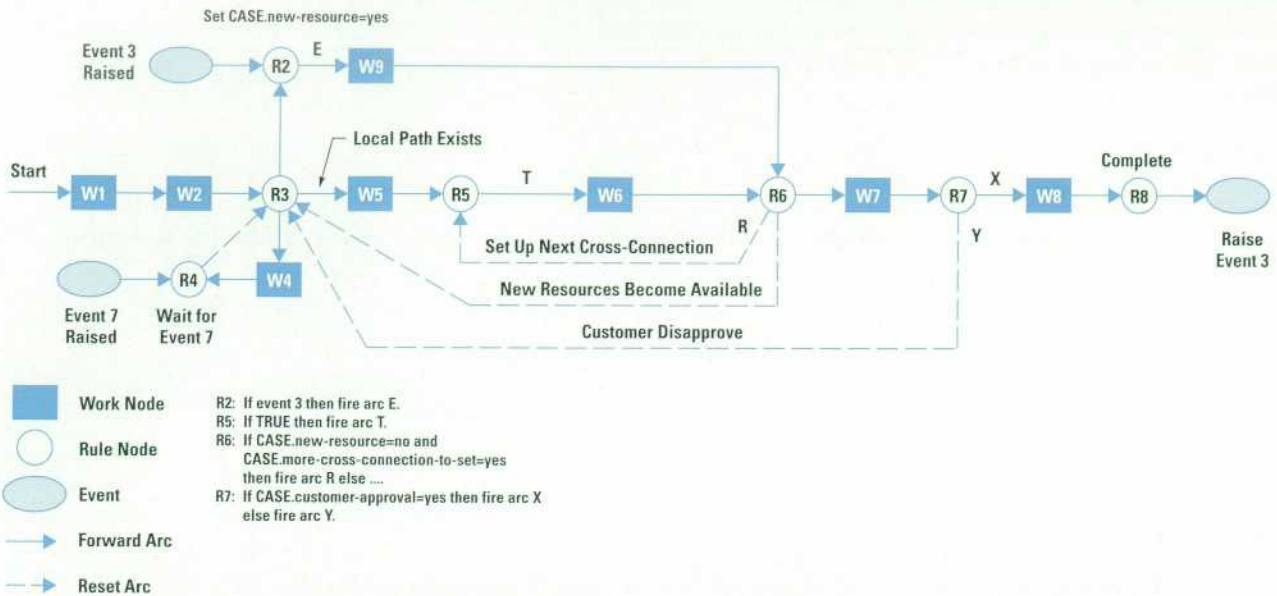 Set CASE.new-resource=yes
Event 3
Raised
R2
E
W9
Local Path Exists
Start
W1
W2
R3
W5
R5
T
W6
R6
W7
R7
X
W8
Complete
R8
Raise
Event 3
R
Y
Set Up Next Cross-Connection
New Resources Become Available
Customer Disapprove
R4
W4
Event 7
Raised
Wait for
Event 7
Work Node
Rule Node
Event
Forward Arc
Reset Arc
R2: If event 3 then fire arc E.
R5: If TRUE then fire arc T.
R6: If CASE.new-resource=no and
CASE.more-cross-connection-to-set=yes
then fire arc R else ....
R7: If CASE.customer-approval=yes then fire arc X
else fire arc Y.